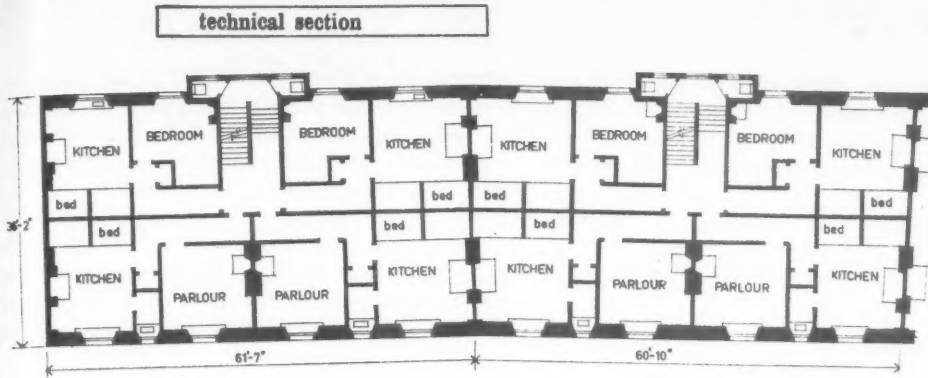 technical section
BEDROOM BEDROOM BEDROOM BEDROOM
KITCHEN KITCHEN KITCHEN KITCHEN
bed bed bed bed
36'-2"
bed bed bed bed
KITCHEN KITCHEN KITCHEN KITCHEN
PARLOUR PARLOUR PARLOUR PARLOUR
61'-7" 60'-10"